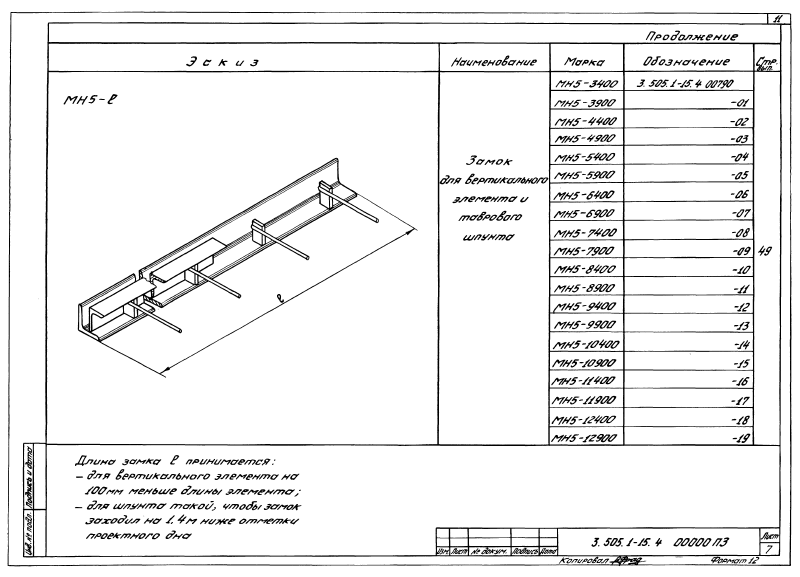 11
Продолжение
Эскиз Наименование Марка Обозначение Стр. вып.
МН5-ℓ
ℓ
Замок
для вертикального
элемента и
таврового
шпунта
МН5-3400 3.505.1-15.4 00790
МН5-3900 -01
МН5-4400 -02
МН5-4900 -03
МН5-5400 -04
МН5-5900 -05
МН5-6400 -06
МН5-6900 -07
МН5-7400 -08
МН5-7900 -09 49
МН5-8400 -10
МН5-8900 -11
МН5-9400 -12
МН5-9900 -13
МН5-10400 -14
МН5-10900 -15
МН5-11400 -16
МН5-11900 -17
МН5-12400 -18
МН5-12900 -19
Длина замка ℓ принимается:
– для вертикального элемента на
100мм меньше длины элемента;
– для шпунта такой, чтобы замок
заходил на 1.4м ниже отметки
проектного дна
Инв.№ подл. Подпись и дата
Изм. Лист № докум. Подпись Дата
3.505.1-15.4 00000 ПЗ
Лист
7
Копировал
Формат 12